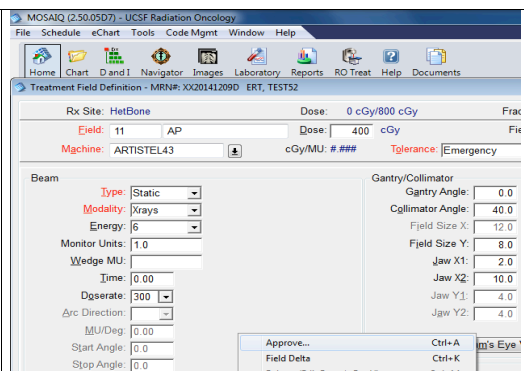 MOSAIQ (2.50.05D7) - UCSF Radiation Oncology
File Schedule eChart Tools Code Mgmt Window Help
Home Chart D and I Navigator Images Laboratory Reports RO Treat Help Documents
Treatment Field Definition - MRN#: XX20141209D ERT, TEST52
Rx Site: HetBone Dose: 0 cGy/800 cGy Frac
Field: 11 AP Dose: 400 cGy Fie
Machine: ARTISTEL43 cGy/MU: #.### Tolerance: Emergency
Beam Gantry/Collimator
Type: Static Gantry Angle: 0.0
Modality: Xrays Collimator Angle: 40.0
Energy: 6 Field Size X: 12.0
Monitor Units: 1.0 Field Size Y: 8.0
Wedge MU: Jaw X1: 2.0
Time: 0.00 Jaw X2: 10.0
Doserate: 300 Jaw Y1: 4.0
Arc Direction: Jaw Y2: 4.0
MU/Deg: 0.00
Start Angle: 0.0 Approve... Ctrl+A m's Eye
Stop Angle: 0.0 Field Delta Ctrl+K